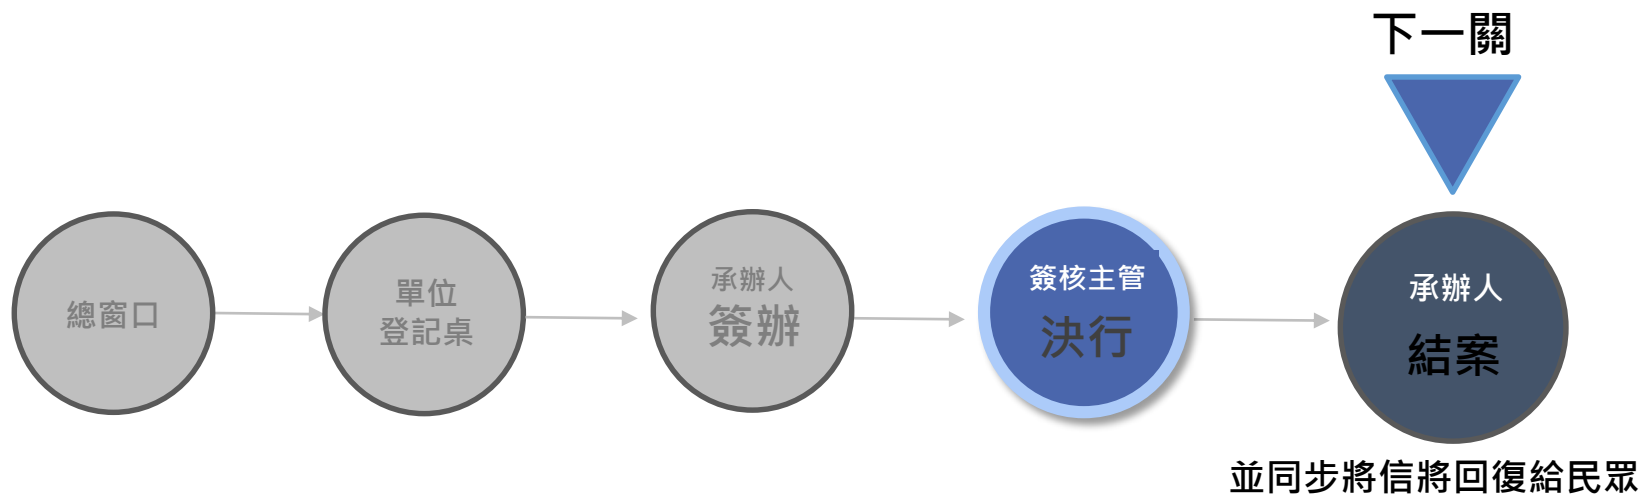 下一關
總窗口
單位
登記桌
承辦人
簽辦
簽核主管
決行
承辦人
結案
並同步將信將回復給民眾